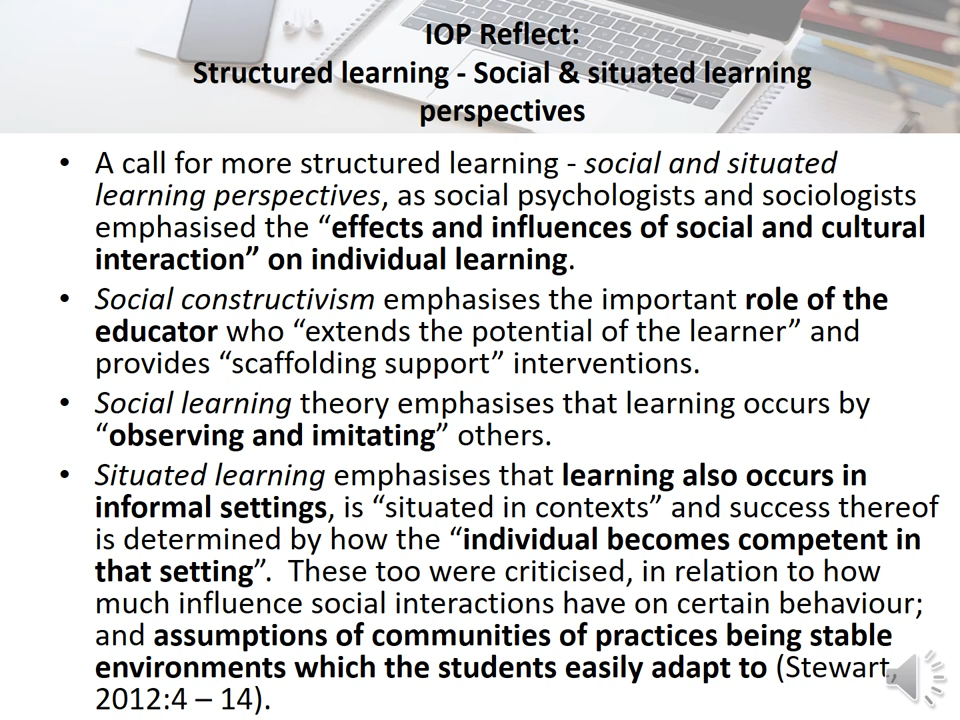 IOP Reflect:
Structured learning - Social & situated learning
perspectives
• A call for more structured learning - social and situated
learning perspectives, as social psychologists and sociologists
emphasised the “effects and influences of social and cultural
interaction” on individual learning.
• Social constructivism emphasises the important role of the
educator who “extends the potential of the learner” and
provides “scaffolding support” interventions.
• Social learning theory emphasises that learning occurs by
“observing and imitating” others.
• Situated learning emphasises that learning also occurs in
informal settings, is “situated in contexts” and success thereof
is determined by how the “individual becomes competent in
that setting”.  These too were criticised, in relation to how
much influence social interactions have on certain behaviour;
and assumptions of communities of practices being stable
environments which the students easily adapt to (Stewart,
2012:4 – 14).